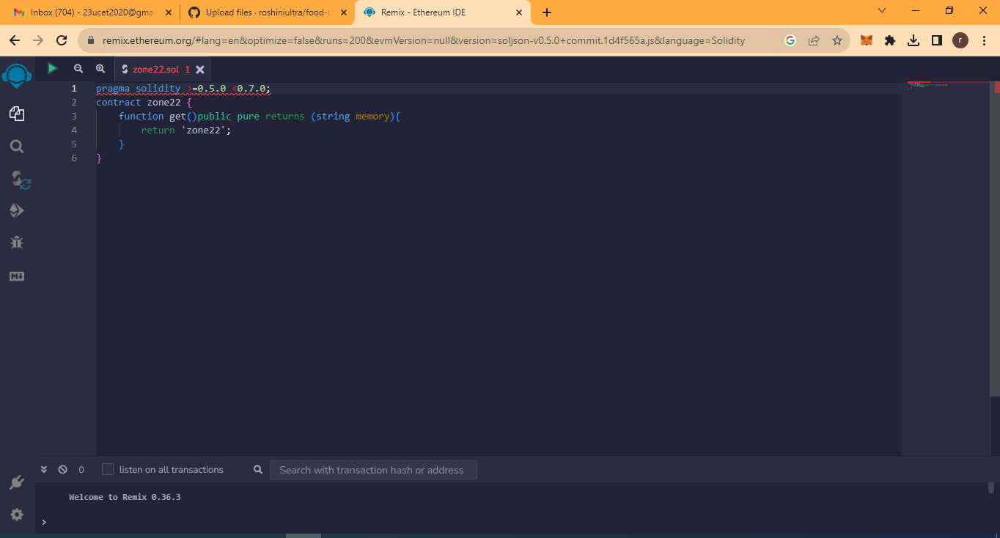 Inbox (704) - 23ucet2020@gmai
Upload files · roshiniultra/food-t
Remix - Ethereum IDE
remix.ethereum.org/#lang=en&optimize=false&runs=200&evmVersion=null&version=soljson-v0.5.0+commit.1d4f565a.js&language=Solidity
r
zone22.sol 1
1 pragma solidity >=0.5.0 <0.7.0;
2 contract zone22 {
3 function get()public pure returns (string memory){
4 return 'zone22';
5 }
6 }
0 listen on all transactions Search with transaction hash or address
Welcome to Remix 0.36.3
>